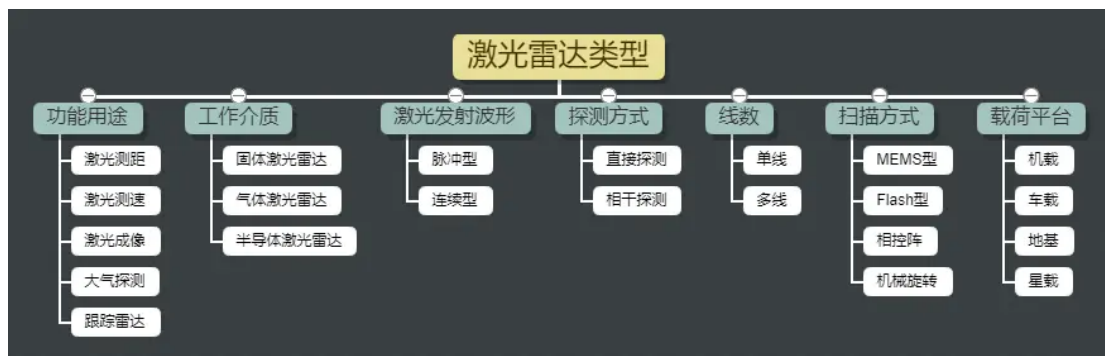 激光雷达类型
功能用途
激光测距
激光测速
激光成像
大气探测
跟踪雷达
工作介质
固体激光雷达
气体激光雷达
半导体激光雷达
激光发射波形
脉冲型
连续型
探测方式
直接探测
相干探测
线数
单线
多线
扫描方式
MEMS型
Flash型
相控阵
机械旋转
载荷平台
机载
车载
地基
星载